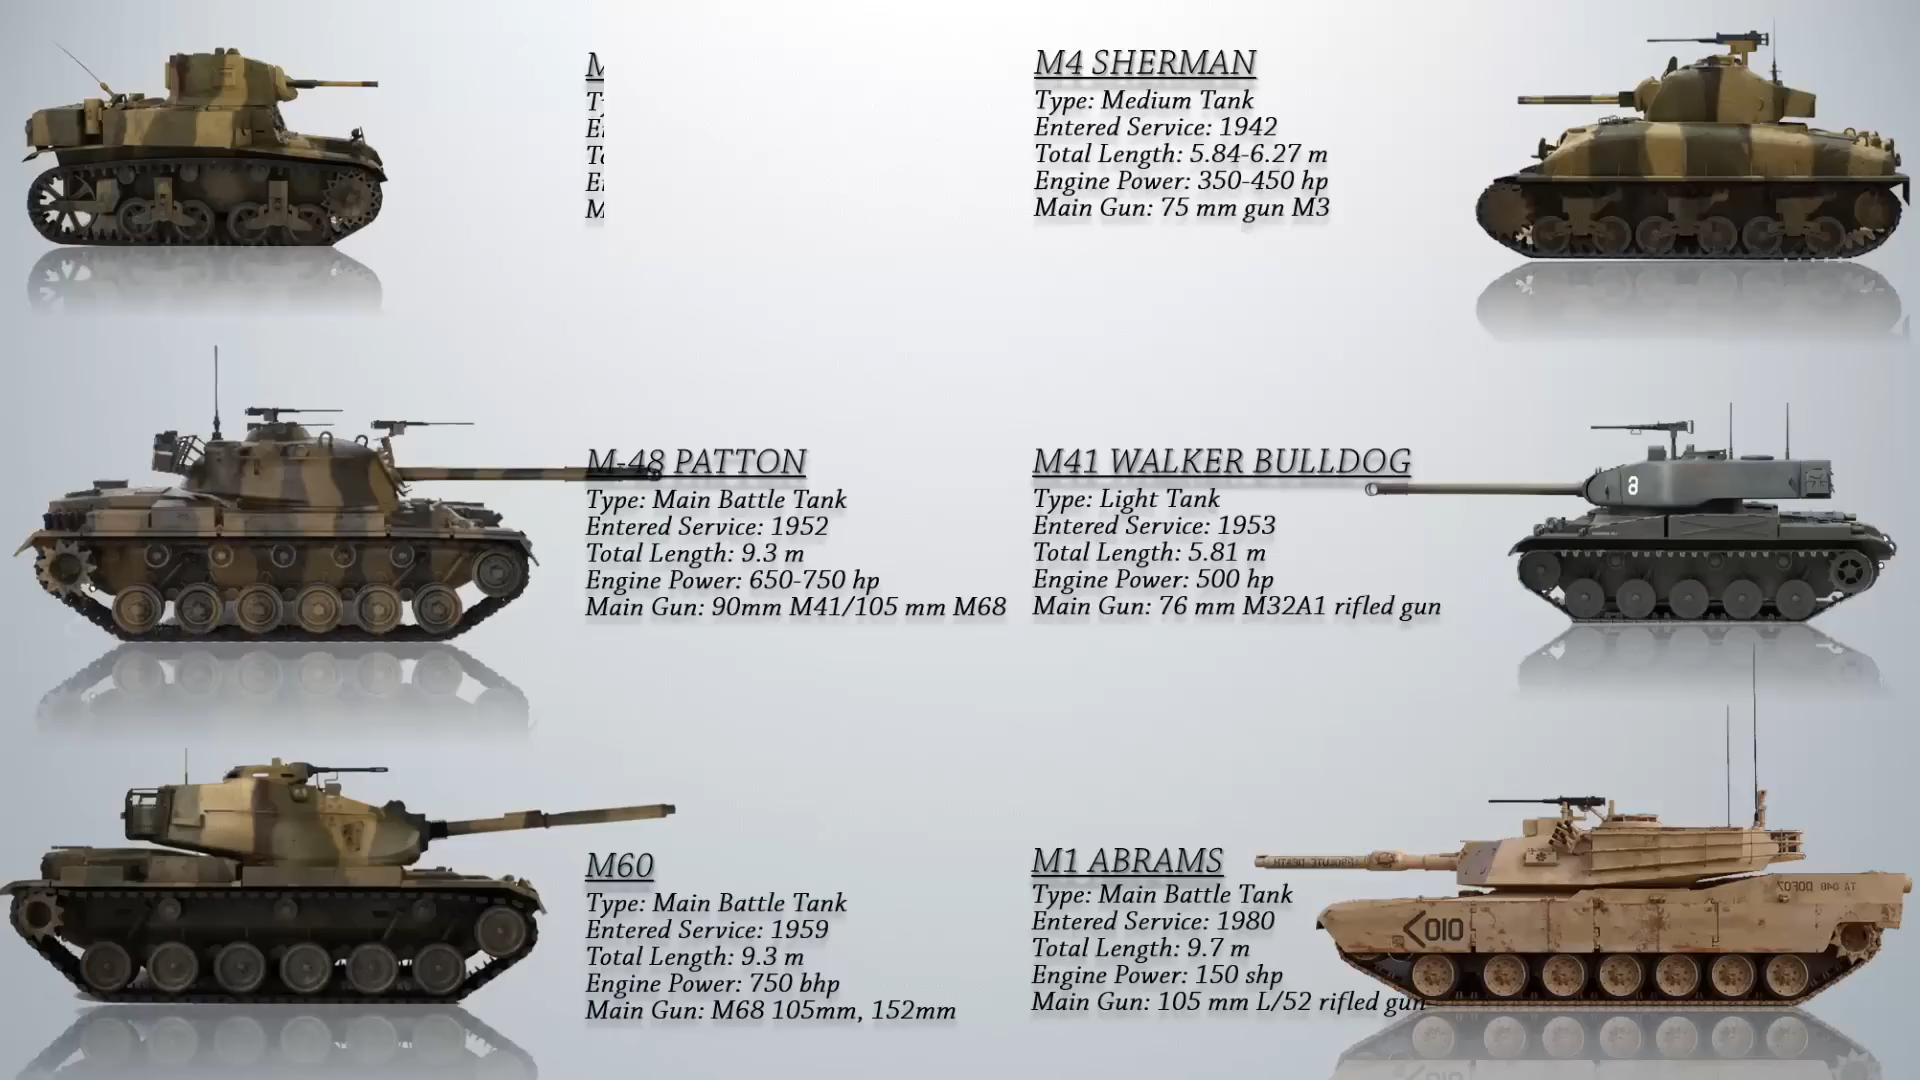 M4 SHERMAN
Type: Medium Tank
Entered Service: 1942
Total Length: 5.84-6.27 m
Engine Power: 350-450 hp
Main Gun: 75 mm gun M3
M-48 PATTON
Type: Main Battle Tank
Entered Service: 1952
Total Length: 9.3 m
Engine Power: 650-750 hp
Main Gun: 90mm M41/105 mm M68
M41 WALKER BULLDOG
Type: Light Tank
Entered Service: 1953
Total Length: 5.81 m
Engine Power: 500 hp
Main Gun: 76 mm M32A1 rifled gun
8
M60
Type: Main Battle Tank
Entered Service: 1959
Total Length: 9.3 m
Engine Power: 750 bhp
Main Gun: M68 105mm, 152mm
M1 ABRAMS
Type: Main Battle Tank
Entered Service: 1980
Total Length: 9.7 m
Engine Power: 150 shp
Main Gun: 105 mm L/52 rifled gun
010